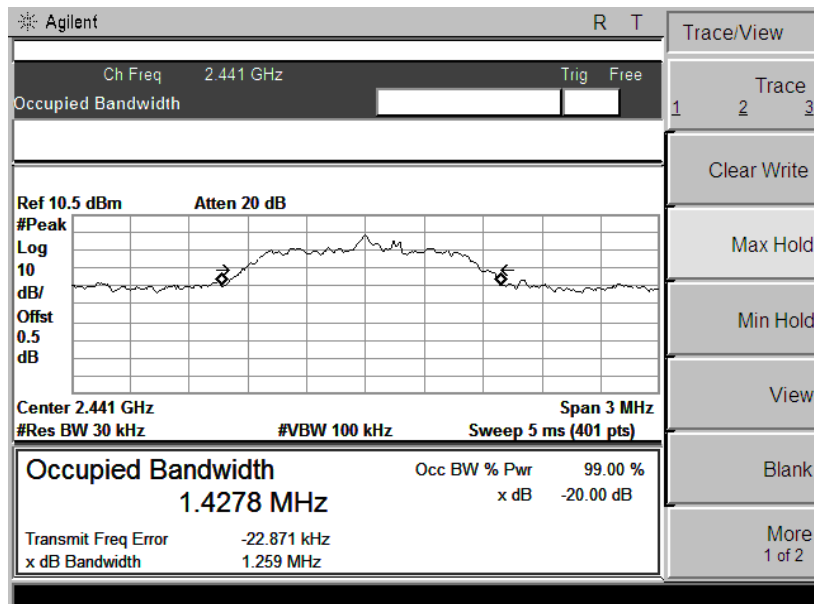 Agilent R T
Ch Freq 2.441 GHz Trig Free
Occupied Bandwidth
Ref 10.5 dBm Atten 20 dB
#Peak
Log
10
dB/
Offst
0.5
dB
Center 2.441 GHz Span 3 MHz
#Res BW 30 kHz #VBW 100 kHz Sweep 5 ms (401 pts)
Occupied Bandwidth Occ BW % Pwr 99.00 %
1.4278 MHz x dB -20.00 dB
Transmit Freq Error -22.871 kHz
x dB Bandwidth 1.259 MHz
Trace/View
Trace
1 2 3
Clear Write
Max Hold
Min Hold
View
Blank
More
1 of 2